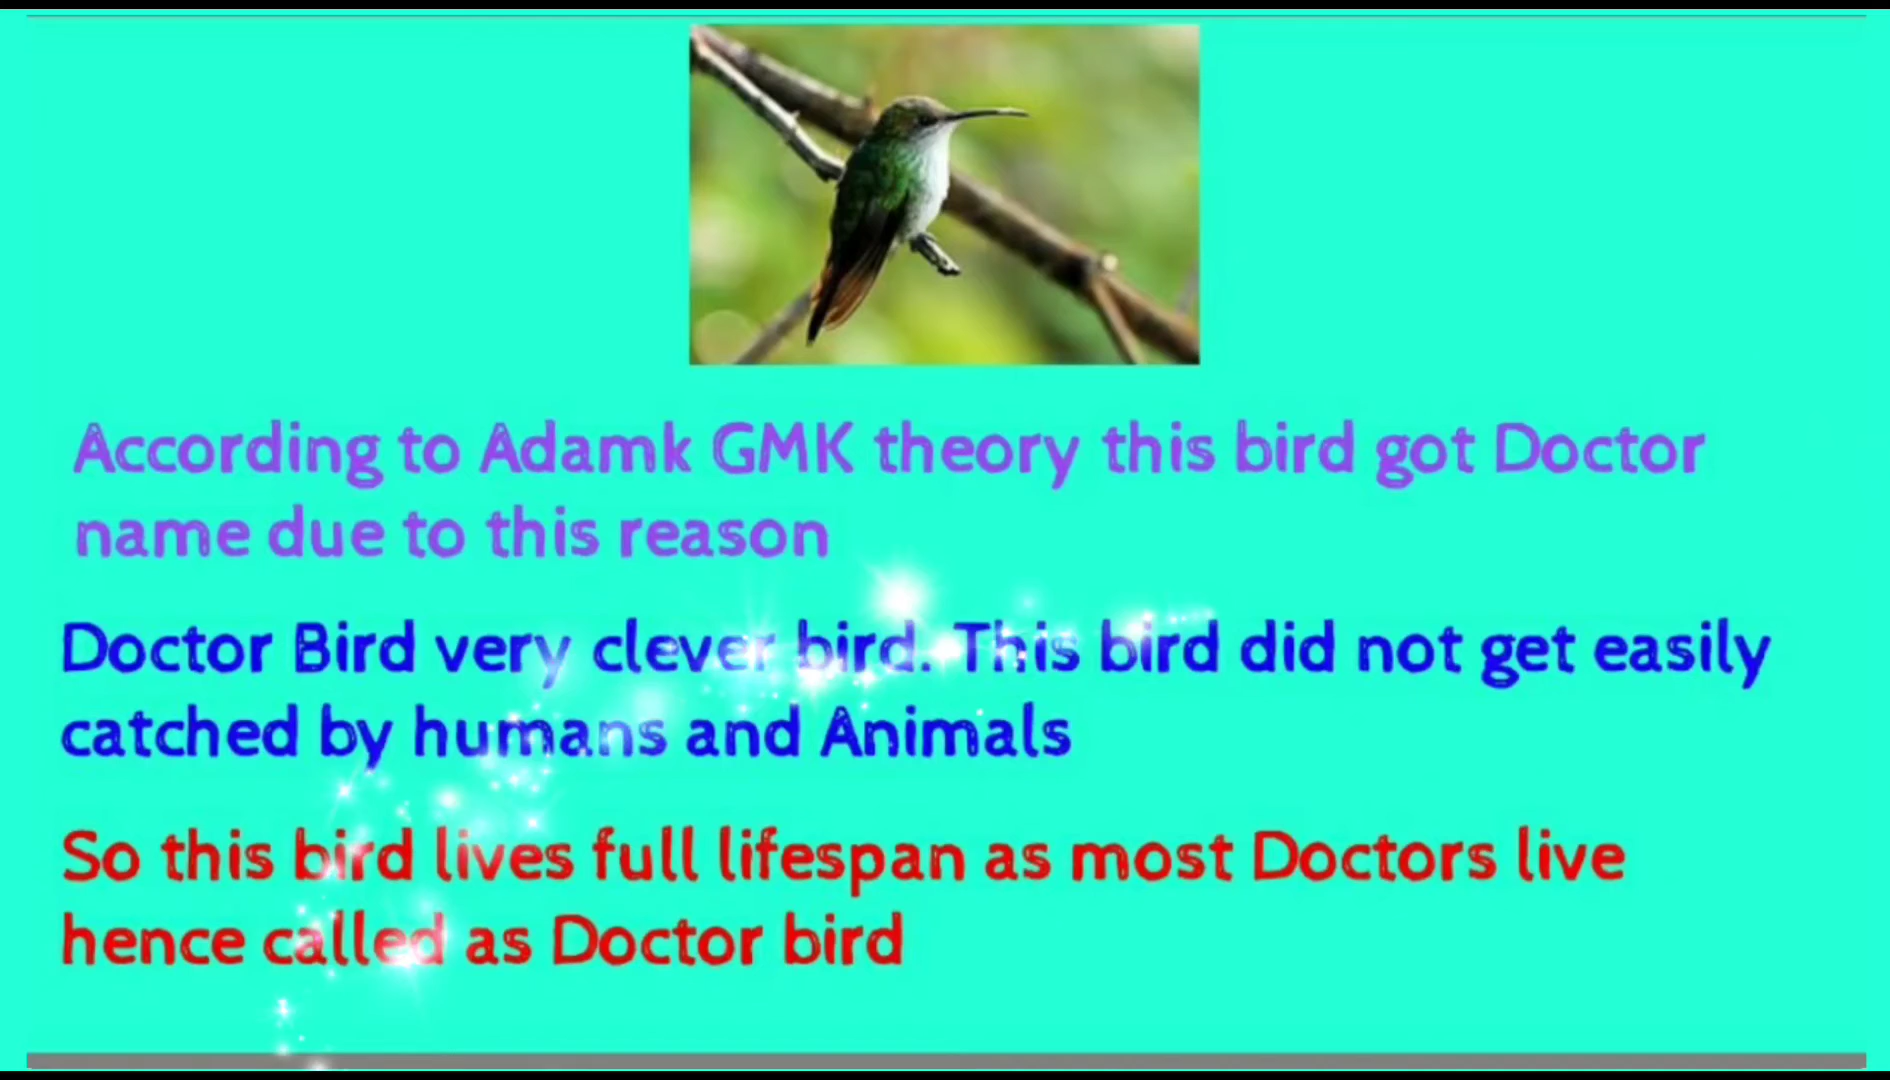 According to Adamk GMK theory this bird got Doctor
name due to this reason
Doctor Bird very clever bird. This bird did not get easily
catched by humans and Animals
So this bird lives full lifespan as most Doctors live
hence called as Doctor bird